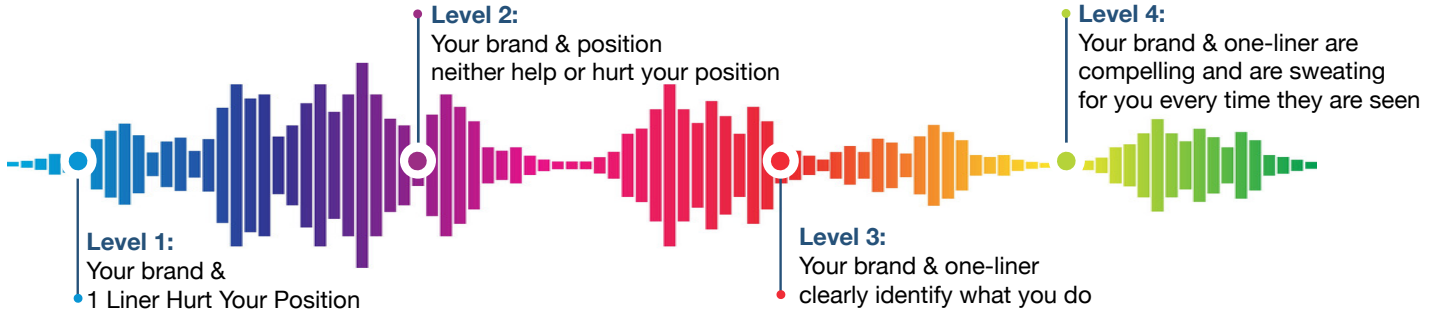 Level 1:
Your brand &
1 Liner Hurt Your Position
Level 2:
Your brand & position
neither help or hurt your position
Level 3:
Your brand & one-liner
clearly identify what you do
Level 4:
Your brand & one-liner are
compelling and are sweating
for you every time they are seen